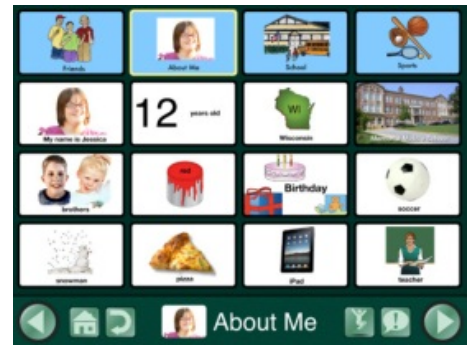 Friends
About Me
School
Sports
My name is Jessica
12 years old
WI
Wisconsin
brothers
red
Birthday
soccer
snowman
pizza
iPad
teacher
About Me